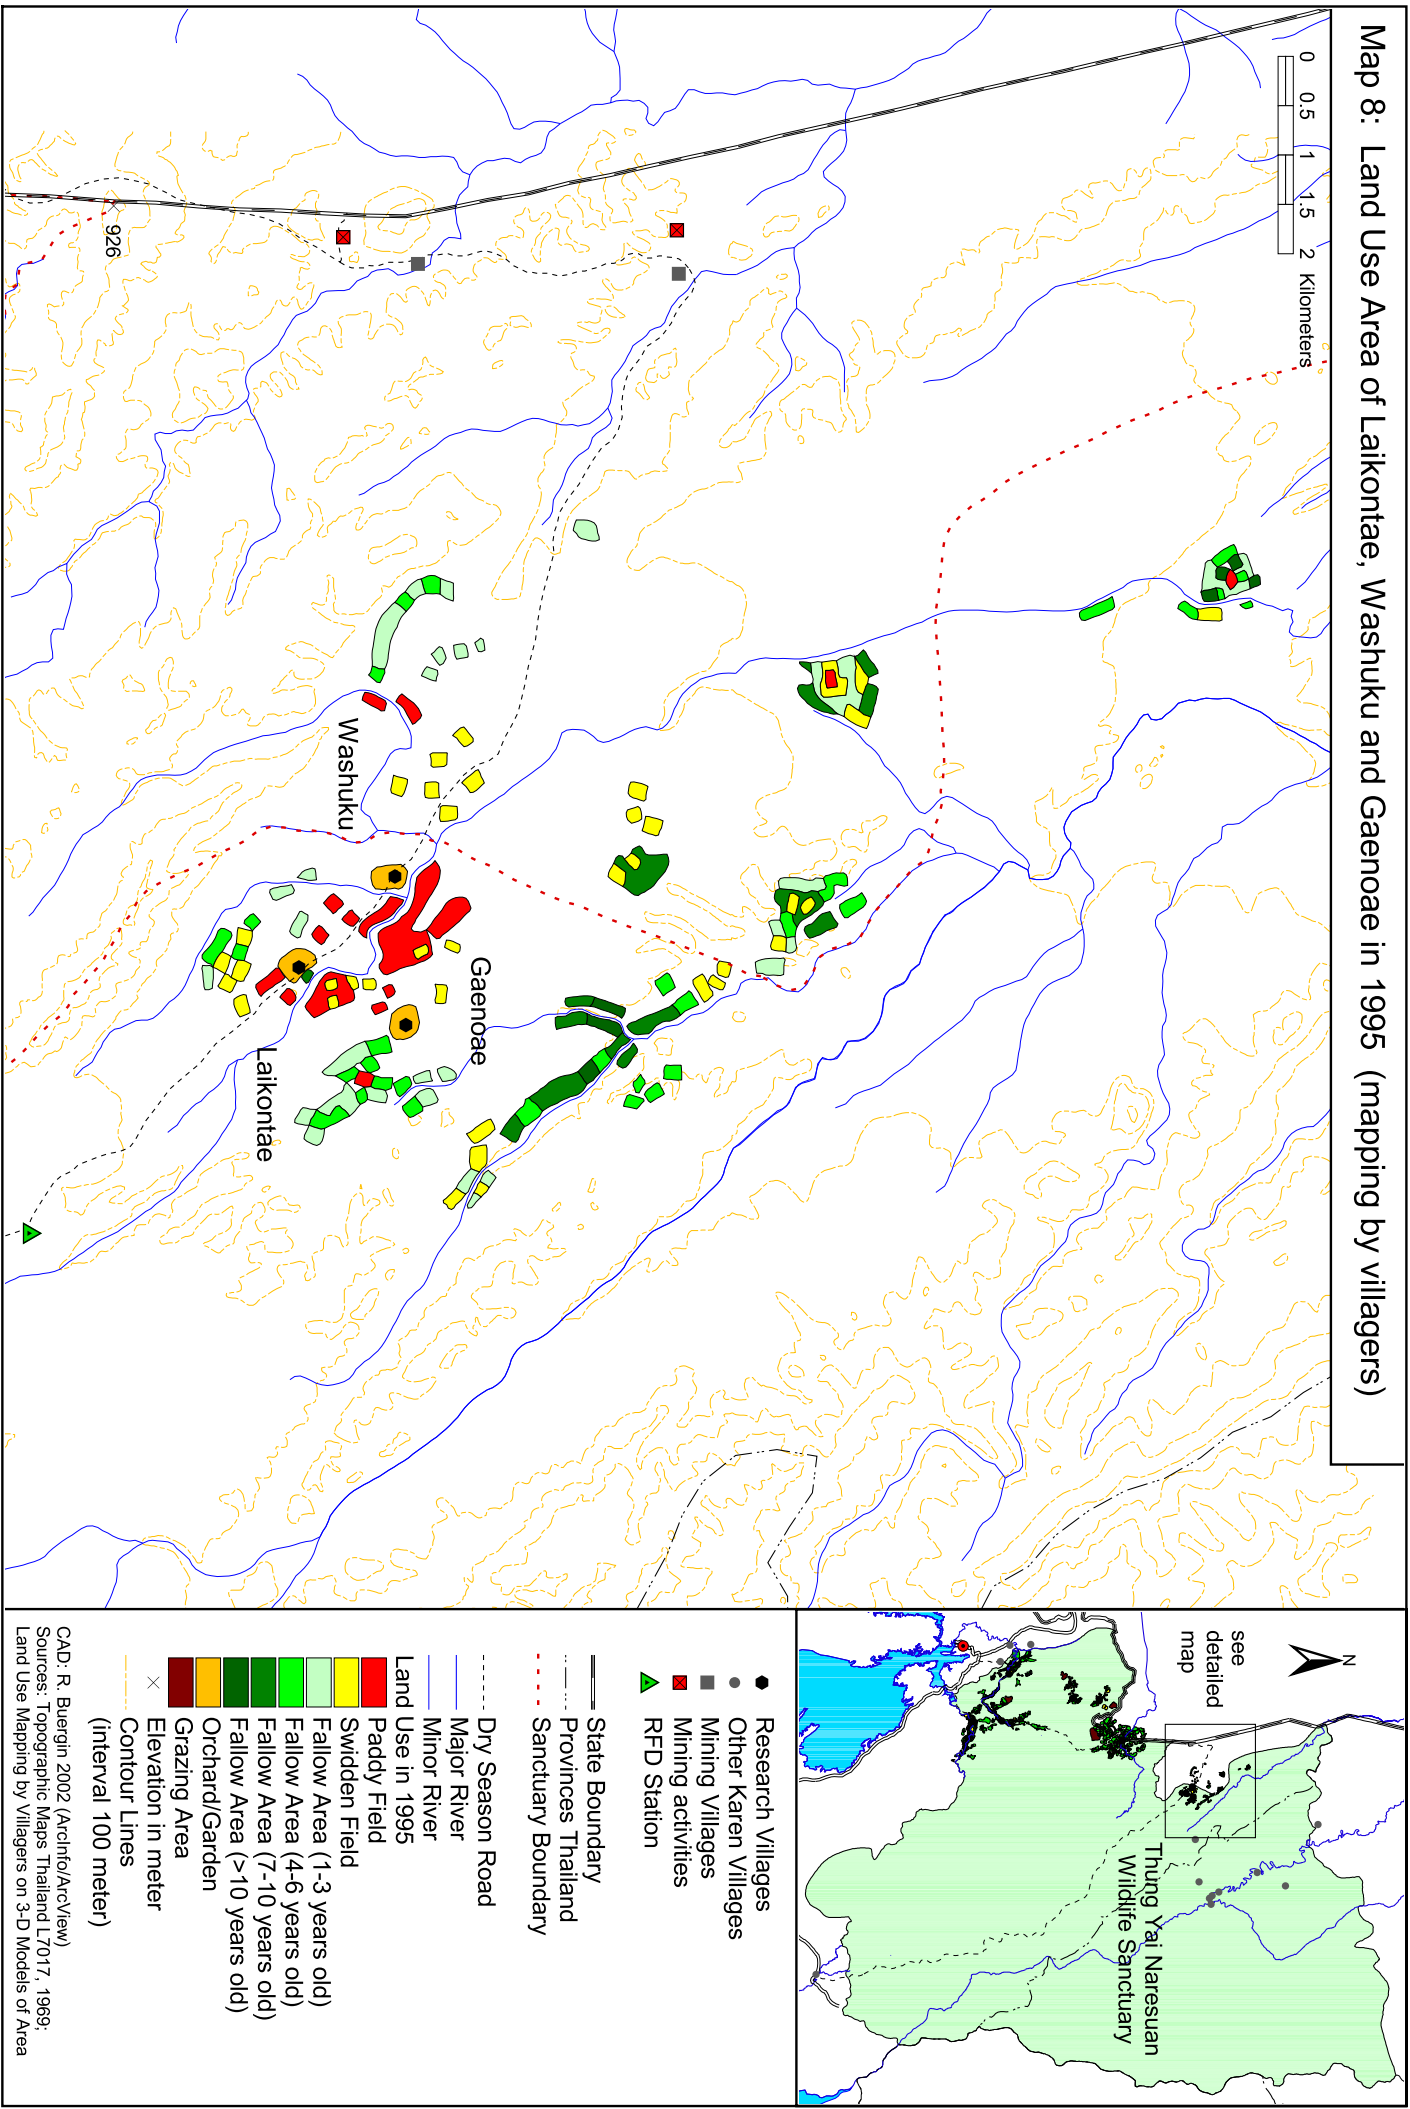 Map 8: Land Use Area of Laikontae, Washuku and Gaenoae in 1995 (mapping by villagers)
0 0.5 1 1.5 2 Kilometers
926
Washuku
Gaenoae
Laikontae
N
see
detailed
map
Thung Yai Naresuan
Wildlife Sanctuary
Research Villages
Other Karen Villages
Mining Villages
Mining activities
RFD Station
State Boundary
Provinces Thailand
Sanctuary Boundary
Dry Season Road
Major River
Minor River
Land Use in 1995
Paddy Field
Swidden Field
Fallow Area (1-3 years old)
Fallow Area (4-6 years old)
Fallow Area (7-10 years old)
Fallow Area (>10 years old)
Orchard/Garden
Grazing Area
Elevation in meter
Contour Lines
(interval 100 meter)
CAD: R. Buergin 2002 (ArcInfo/ArcView)
Sources: Topographic Maps Thailand L7017, 1969;
Land Use Mapping by Villagers on 3-D Models of Area